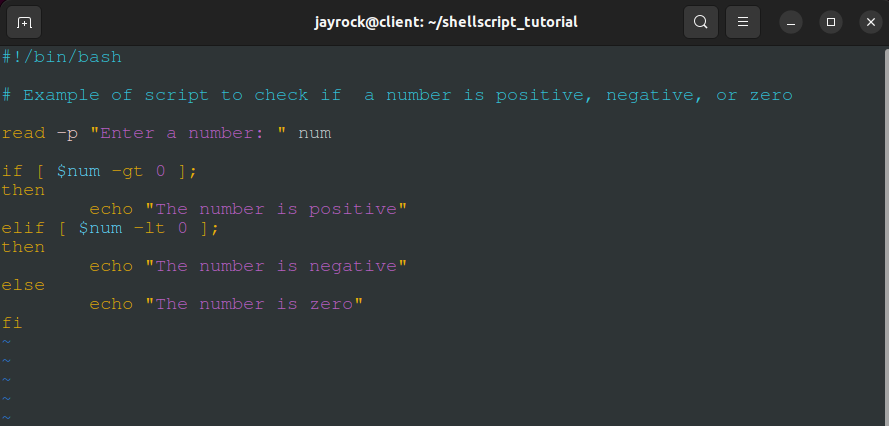 jayrock@client: ~/shellscript_tutorial
#!/bin/bash

# Example of script to check if  a number is positive, negative, or zero

read -p "Enter a number: " num

if [ $num -gt 0 ];
then
        echo "The number is positive"
elif [ $num -lt 0 ];
then
        echo "The number is negative"
else
        echo "The number is zero"
fi
~
~
~
~
~